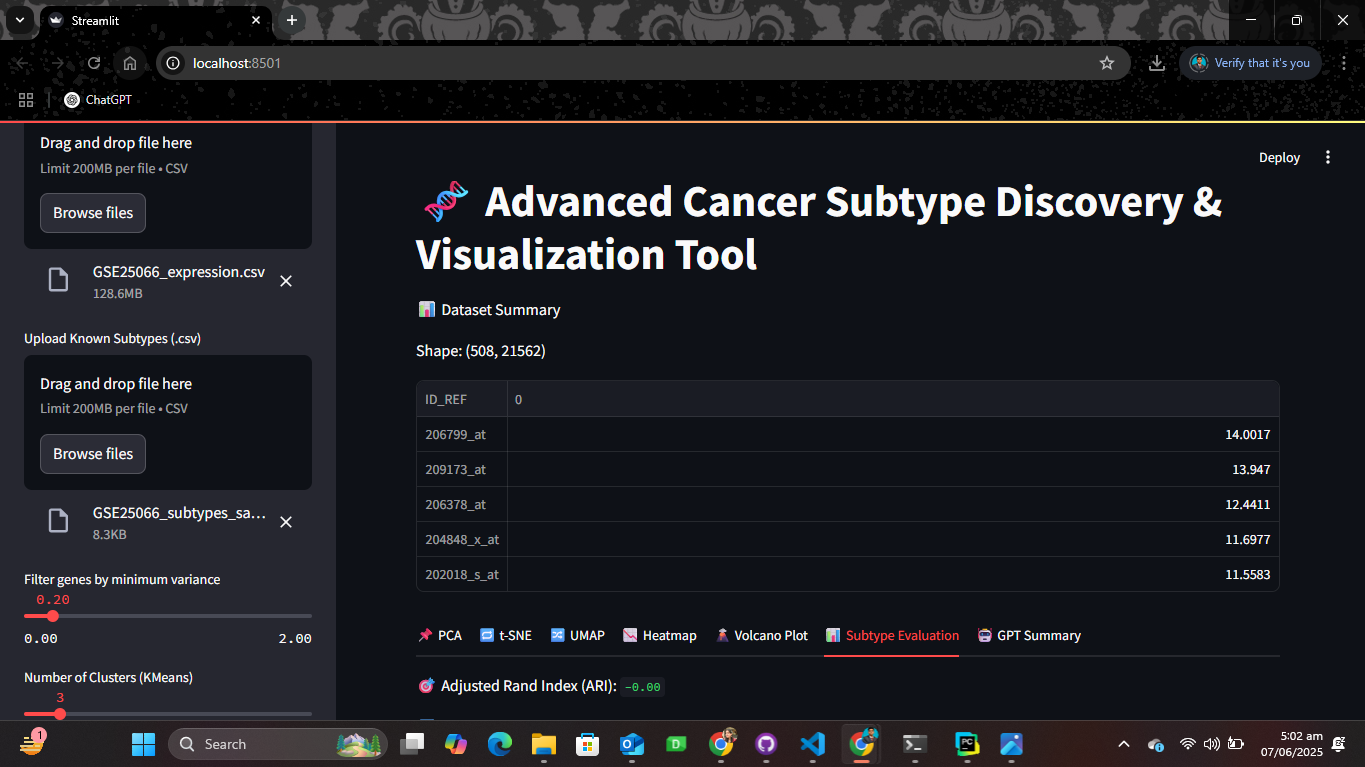 Streamlit
localhost:8501
Verify that it's you
ChatGPT
Drag and drop file here
Limit 200MB per file • CSV
Browse files
GSE25066_expression.csv
128.6MB
Upload Known Subtypes (.csv)
Drag and drop file here
Limit 200MB per file • CSV
Browse files
GSE25066_subtypes_sa...
8.3KB
Filter genes by minimum variance
0.20
0.00 2.00
Number of Clusters (KMeans)
3
Deploy
Advanced Cancer Subtype Discovery &
Visualization Tool
Dataset Summary
Shape: (508, 21562)
ID_REF 0
206799_at 14.0017
209173_at 13.947
206378_at 12.4411
204848_x_at 11.6977
202018_s_at 11.5583
PCA t-SNE UMAP Heatmap Volcano Plot Subtype Evaluation GPT Summary
Adjusted Rand Index (ARI): -0.00
1
Search
D
PC
5:02 am
07/06/2025